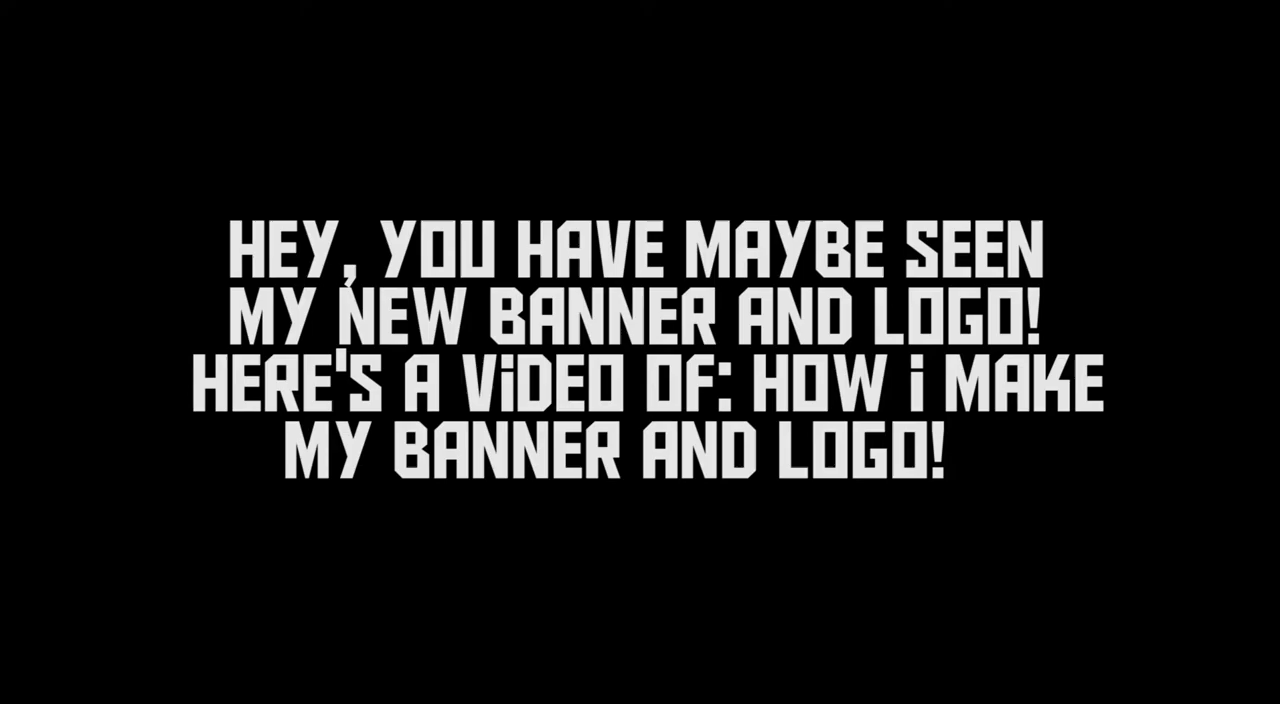 HEY, YOU HAVE MAYBE SEEN
MY NEW BANNER AND LOGO!
HERE'S A ViDEO OF: HOW i MAKE
MY BANNER AND LOGO!